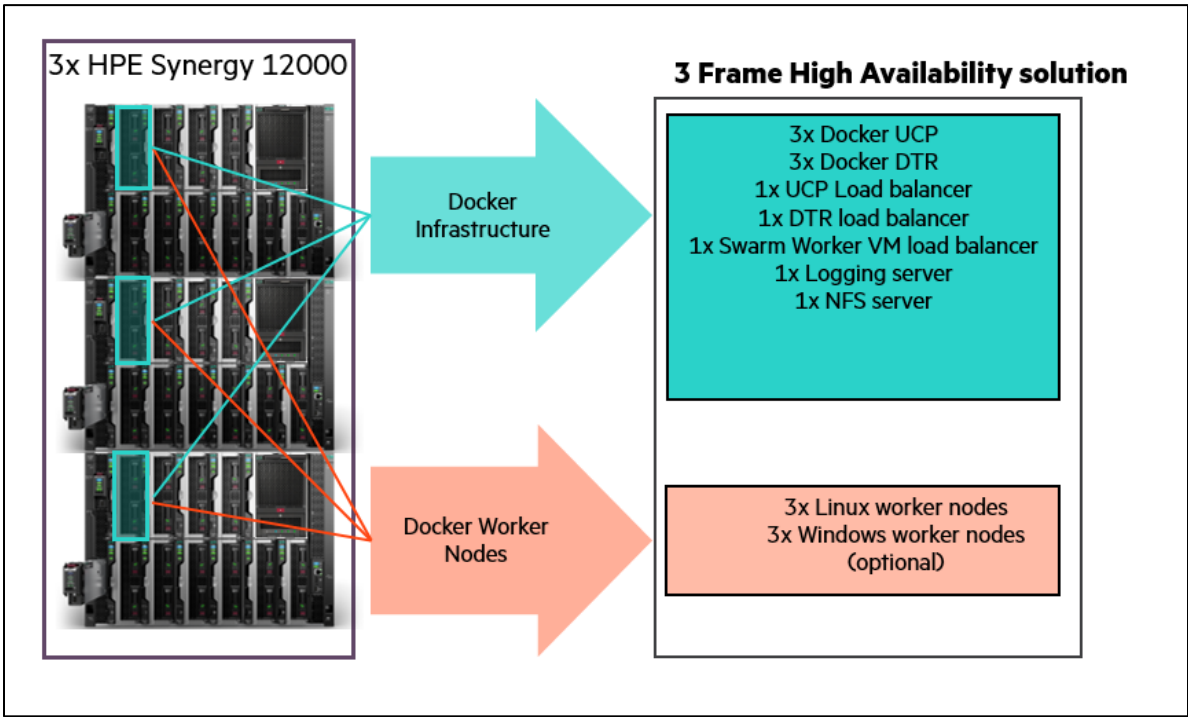 3x HPE Synergy 12000
3 Frame High Availability solution
Docker
Infrastructure
3x Docker UCP
3x Docker DTR
1x UCP Load balancer
1x DTR load balancer
1x Swarm Worker VM load balancer
1x Logging server
1x NFS server
Docker Worker
Nodes
3x Linux worker nodes
3x Windows worker nodes
(optional)